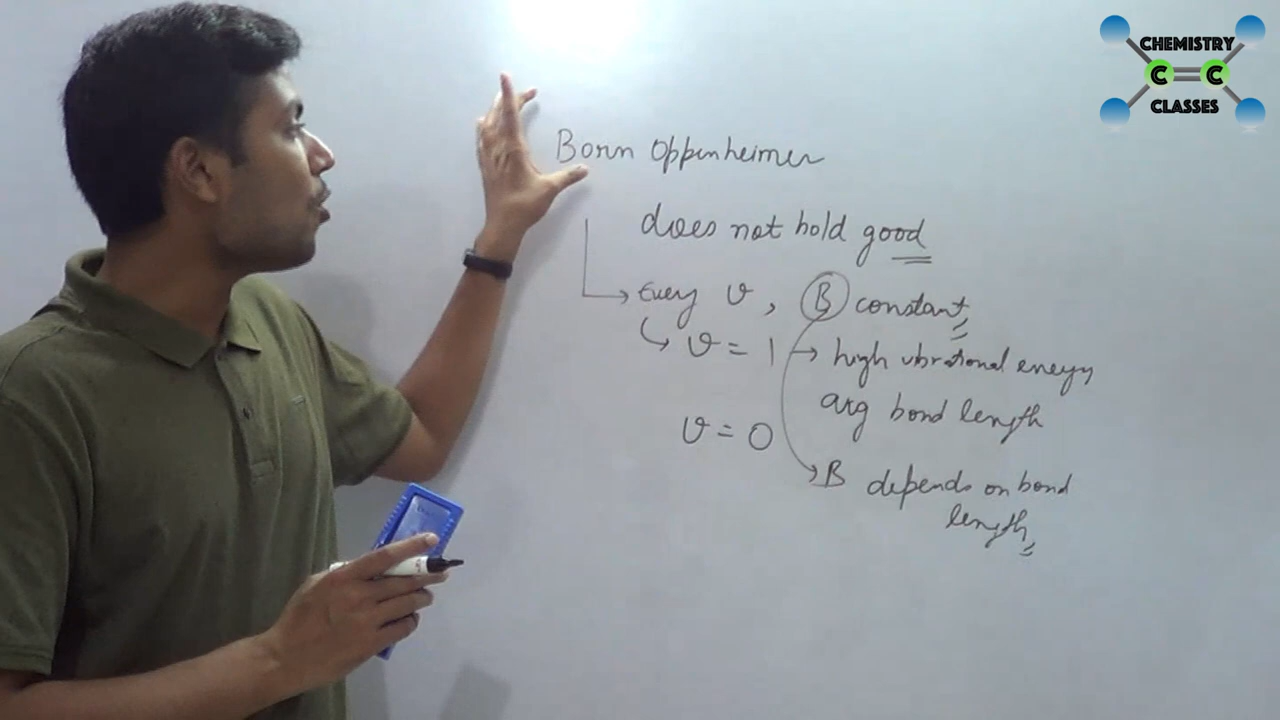 CHEMISTRY
C C
CLASSES
Born Oppenheimer
does not hold good
Every v, B constant
v = 1 → high vibrational energy
avg bond length
v = 0
B depends on bond
length